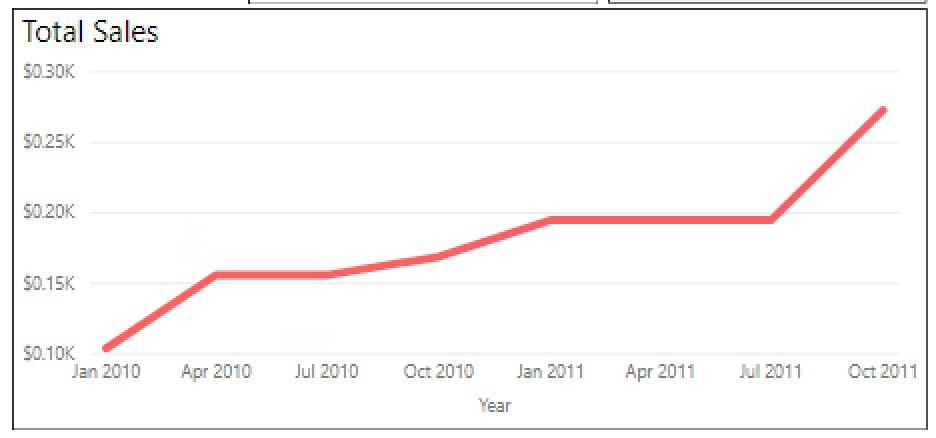 Total Sales
$0.30K
$0.25K
$0.20K
$0.15K
$0.10K
Jan 2010 Apr 2010 Jul 2010 Oct 2010 Jan 2011 Apr 2011 Jul 2011 Oct 2011
Year